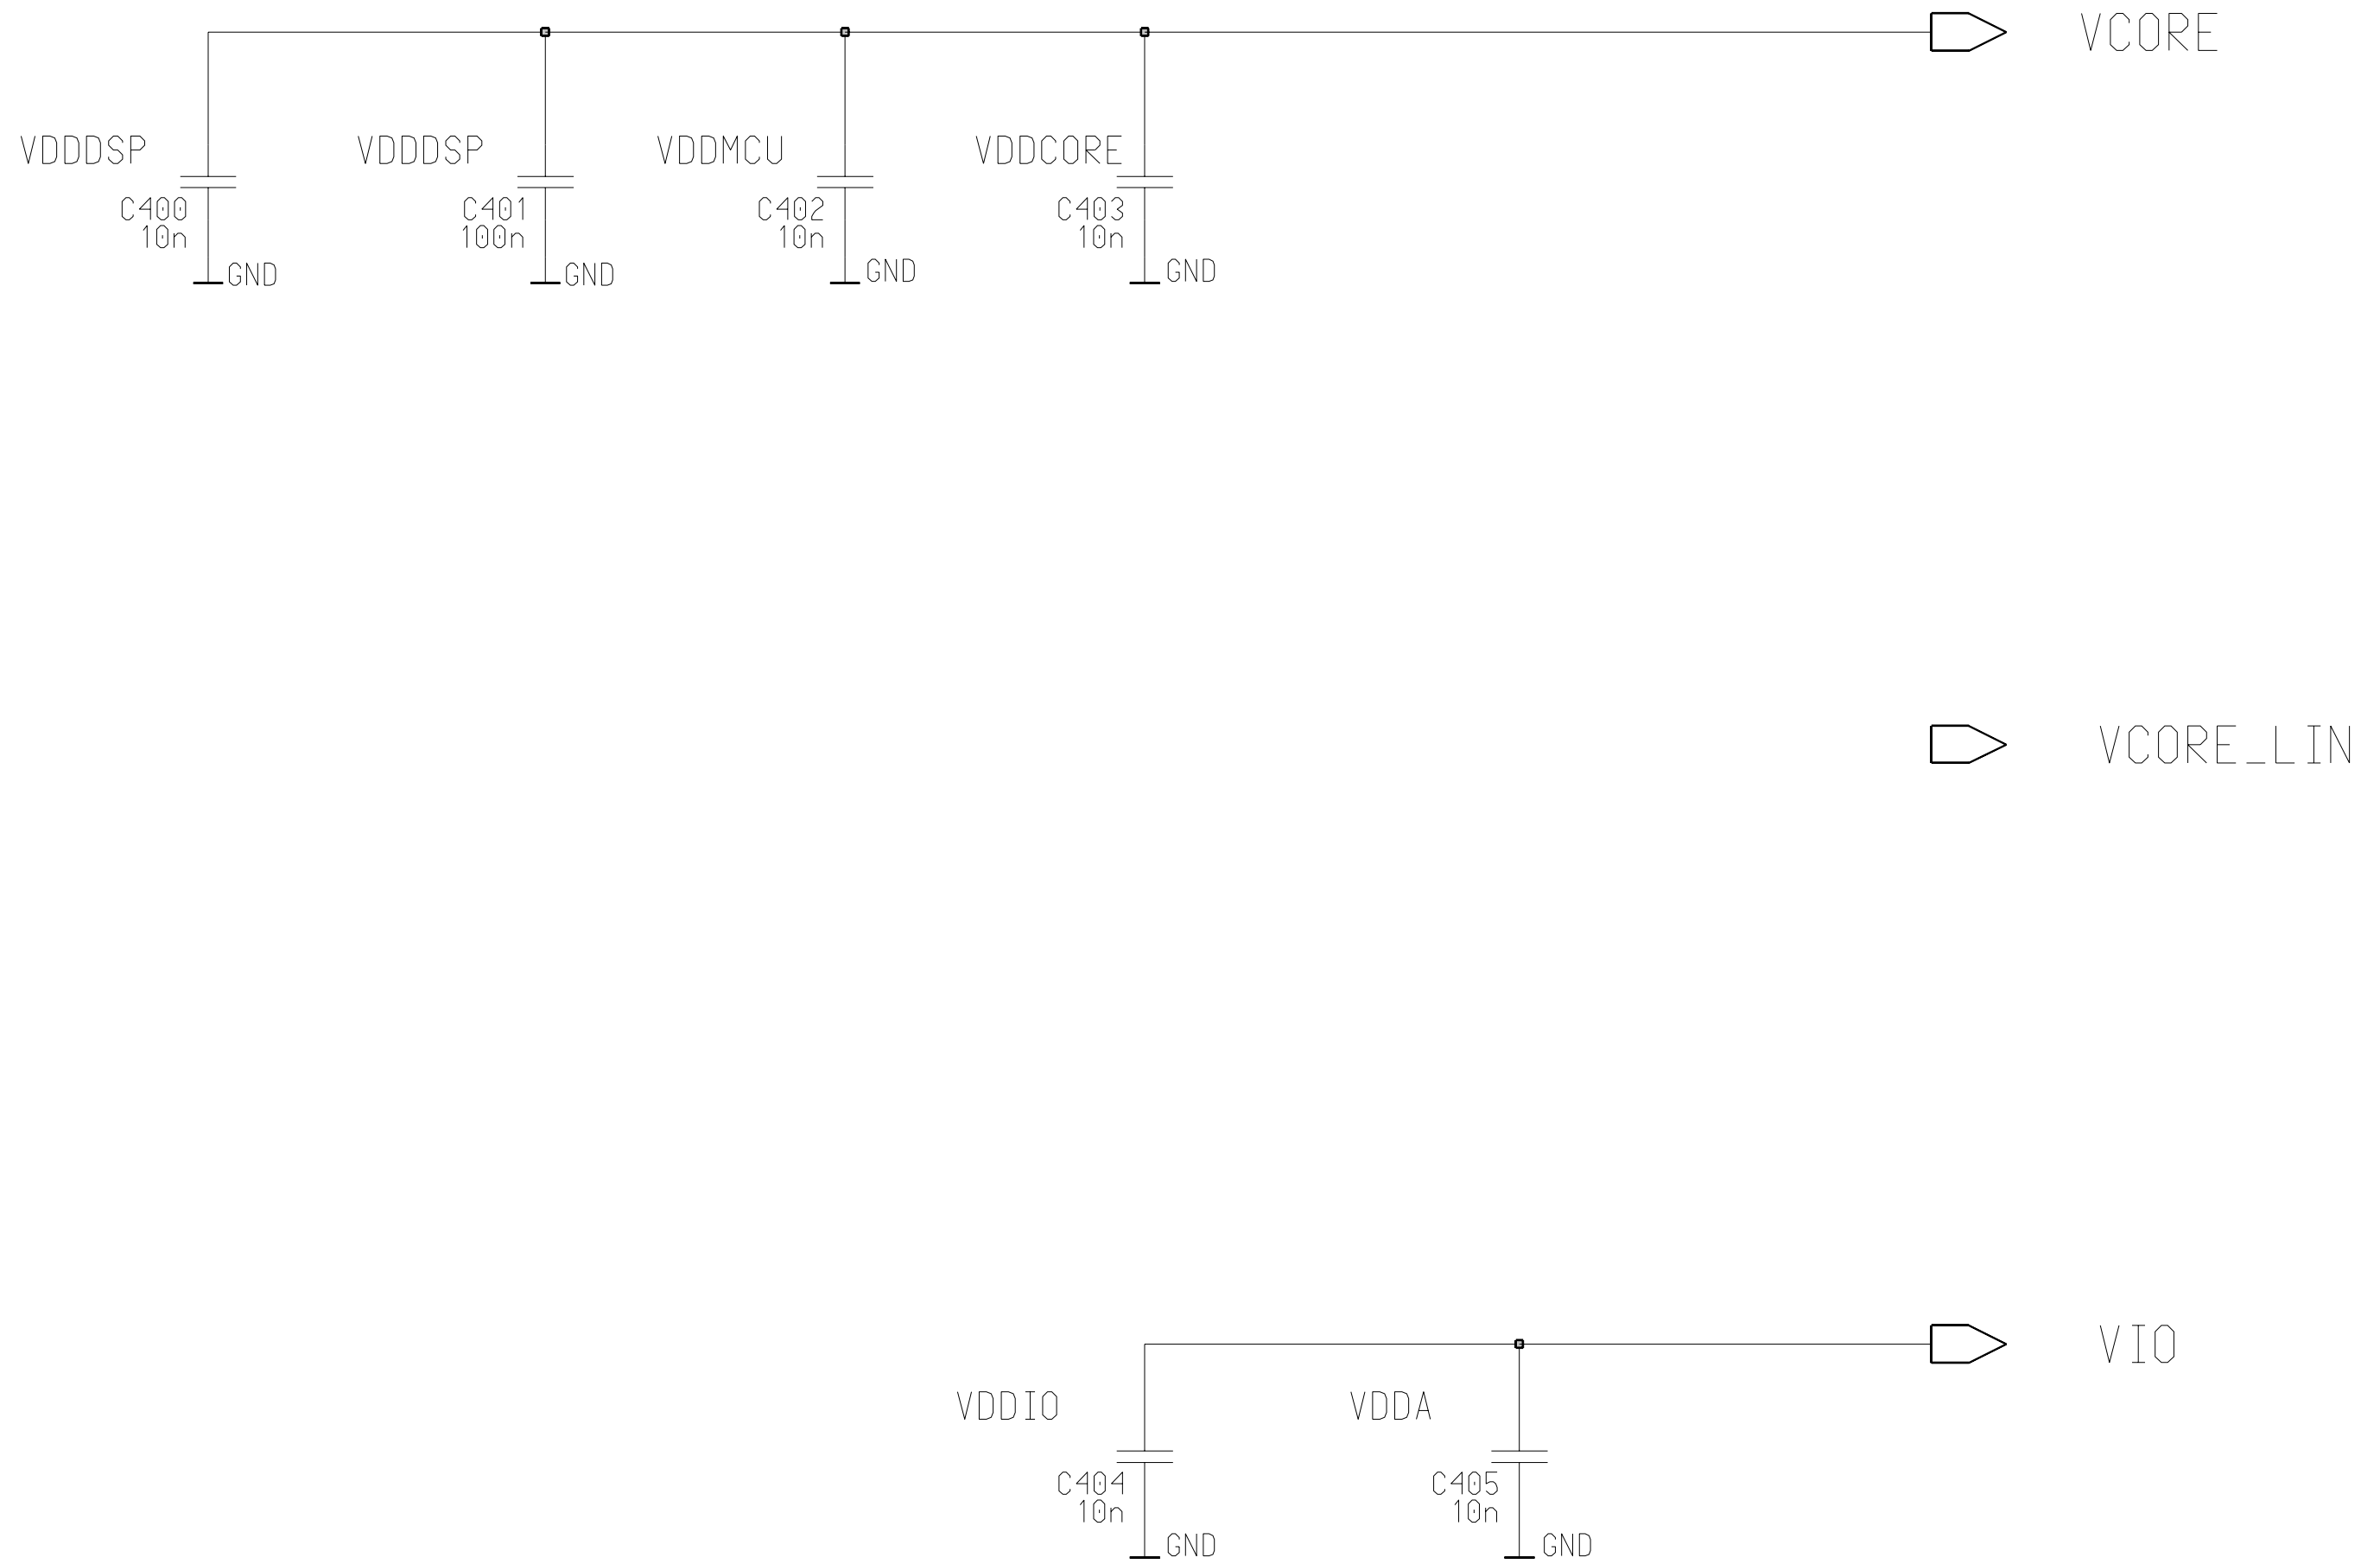 VCORE
VDDDSP VDDDSP VDDMCU VDDCORE
C400 C401 C402 C403
10n 100n 10n 10n
GND GND GND GND
VCORE_LIN
VIO
VDDIO VDDA
C404 C405
10n 10n
GND GND